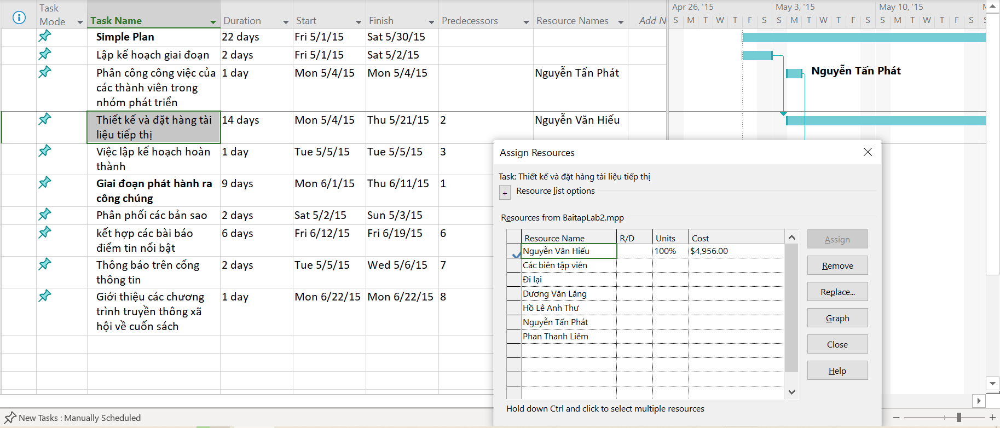 Task Mode
Task Name
Duration
Start
Finish
Predecessors
Resource Names
Add N
Apr 26, '15
May 3, '15
May 10, '15
S M T W T F S S M T W T F S S M T W T F S
Simple Plan 22 days Fri 5/1/15 Sat 5/30/15
Lập kế hoạch giai đoạn 2 days Fri 5/1/15 Sat 5/2/15
Phân công công việc của 1 day Mon 5/4/15 Mon 5/4/15 Nguyễn Tấn Phát
các thành viên trong
nhóm phát triển
Nguyễn Tấn Phát
Thiết kế và đặt hàng tài 14 days Mon 5/4/15 Thu 5/21/15 2 Nguyễn Văn Hiếu
liệu tiếp thị
Việc lập kế hoạch hoàn 1 day Tue 5/5/15 Tue 5/5/15 3
thành
Giai đoạn phát hành ra 9 days Mon 6/1/15 Thu 6/11/15 1
công chúng
Phân phối các bản sao 2 days Sat 5/2/15 Sun 5/3/15
kết hợp các bài báo 6 days Fri 6/12/15 Fri 6/19/15 6
điểm tin nổi bật
Thông báo trên cổng 2 days Tue 5/5/15 Wed 5/6/15 7
thông tin
Giới thiệu các chương 1 day Mon 6/22/15 Mon 6/22/15 8
trình truyền thông xã
hội về cuốn sách
Assign Resources
Task: Thiết kế và đặt hàng tài liệu tiếp thị
+ Resource list options
Resources from BaitapLab2.mpp
Resource Name R/D Units Cost
Nguyễn Văn Hiếu 100% $4,956.00
Các biên tập viên
Đi lại
Dương Văn Lăng
Hồ Lê Anh Thư
Nguyễn Tấn Phát
Phan Thanh Liêm
Assign
Remove
Replace...
Graph
Close
Help
Hold down Ctrl and click to select multiple resources
New Tasks : Manually Scheduled